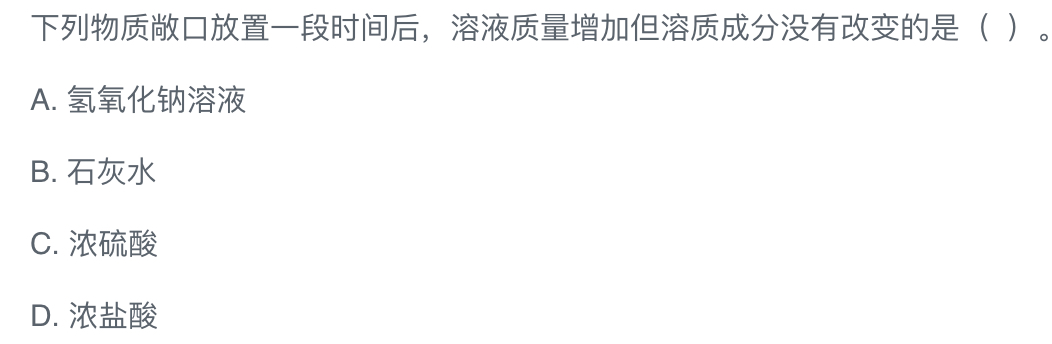 下列物质敞口放置一段时间后，溶液质量增加但溶质成分没有改变的是（ ）。
A. 氢氧化钠溶液
B. 石灰水
C. 浓硫酸
D. 浓盐酸